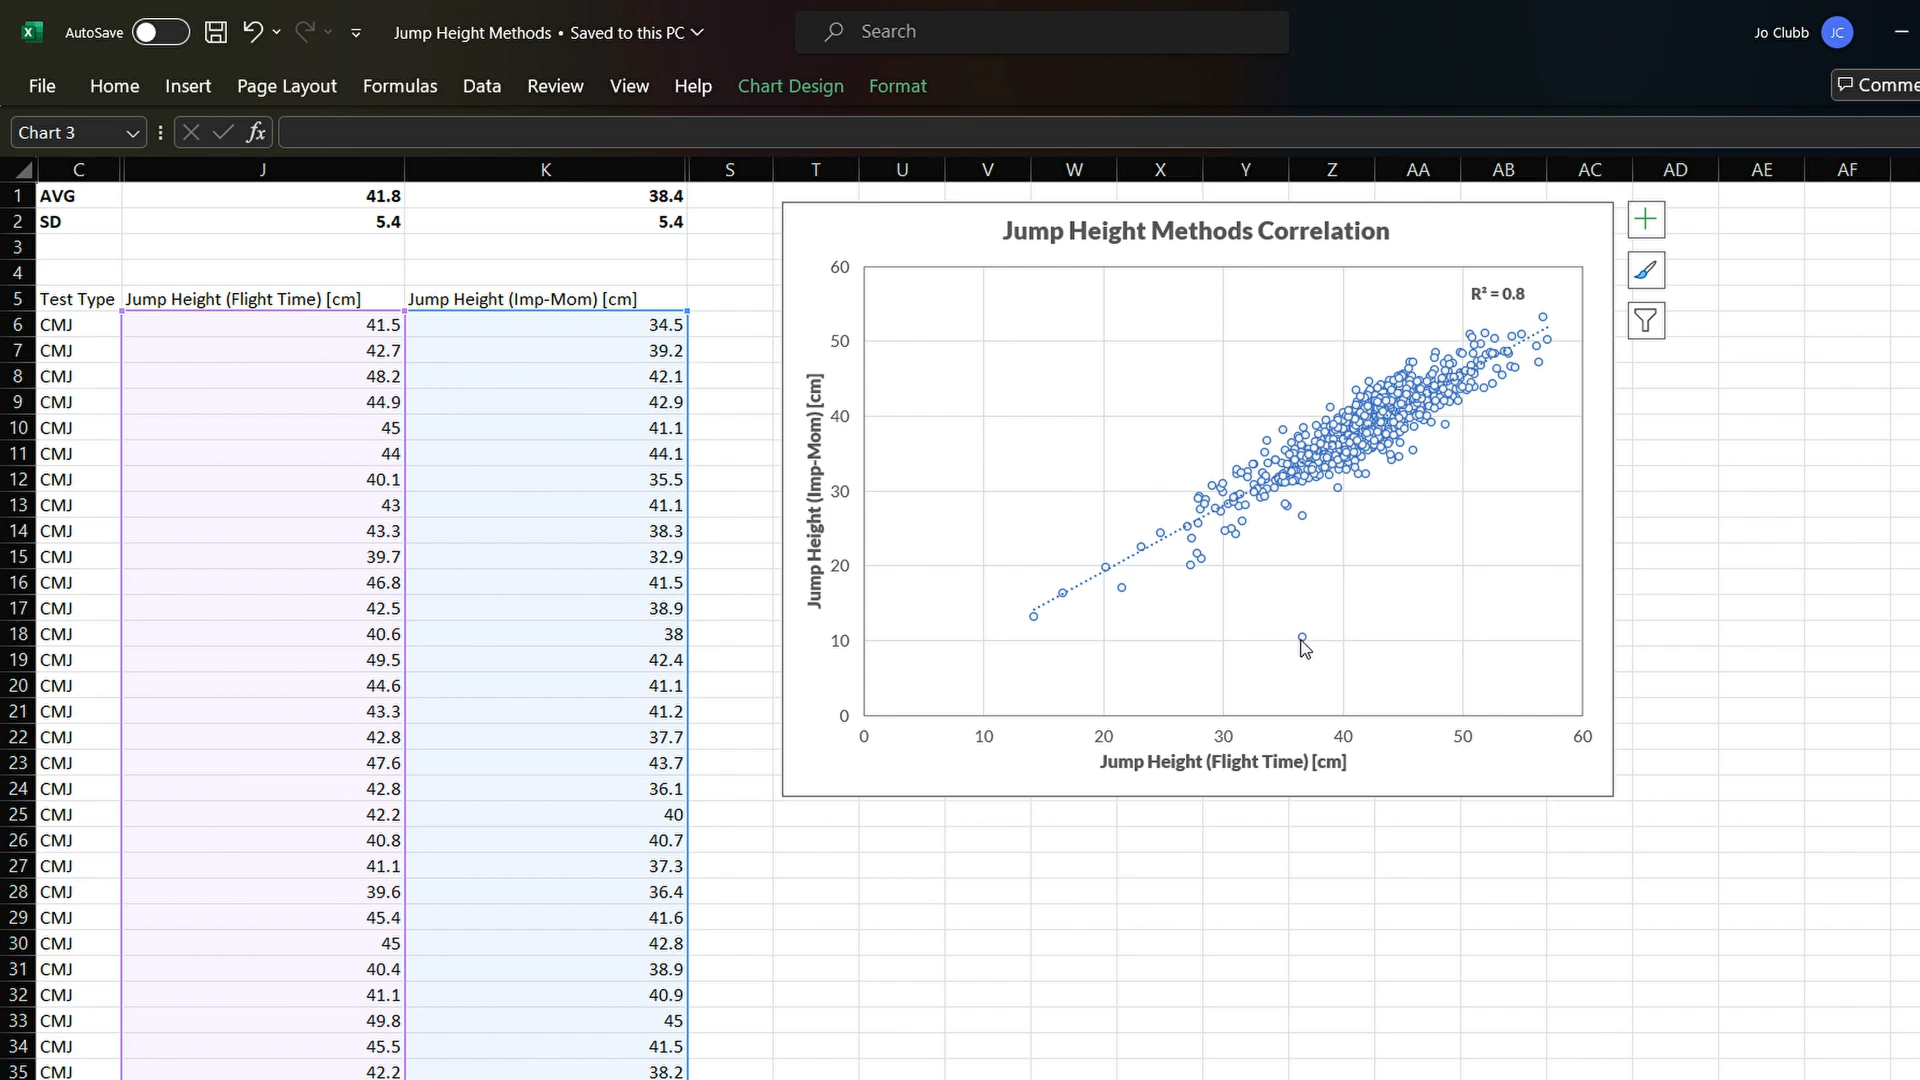 AutoSave
Jump Height Methods • Saved to this PC
Search
Jo Clubb
JC
File Home Insert Page Layout Formulas Data Review View Help Chart Design Format
Comme
Chart 3
fx
C J K S T U V W X Y Z AA AB AC AD AE AF
1 AVG 41.8 38.4
2 SD 5.4 5.4
3
4
5 Test Type Jump Height (Flight Time) [cm] Jump Height (Imp-Mom) [cm]
6 CMJ 41.5 34.5
7 CMJ 42.7 39.2
8 CMJ 48.2 42.1
9 CMJ 44.9 42.9
10 CMJ 45 41.1
11 CMJ 44 44.1
12 CMJ 40.1 35.5
13 CMJ 43 41.1
14 CMJ 43.3 38.3
15 CMJ 39.7 32.9
16 CMJ 46.8 41.5
17 CMJ 42.5 38.9
18 CMJ 40.6 38
19 CMJ 49.5 42.4
20 CMJ 44.6 41.1
21 CMJ 43.3 41.2
22 CMJ 42.8 37.7
23 CMJ 47.6 43.7
24 CMJ 42.8 36.1
25 CMJ 42.2 40
26 CMJ 40.8 40.7
27 CMJ 41.1 37.3
28 CMJ 39.6 36.4
29 CMJ 45.4 41.6
30 CMJ 45 42.8
31 CMJ 40.4 38.9
32 CMJ 41.1 40.9
33 CMJ 49.8 45
34 CMJ 45.5 41.5
35 CMJ 42.2 38.2
Jump Height Methods Correlation
R² = 0.8
60
50
40
30
20
10
0
Jump Height (Imp-Mom) [cm]
0 10 20 30 40 50 60
Jump Height (Flight Time) [cm]